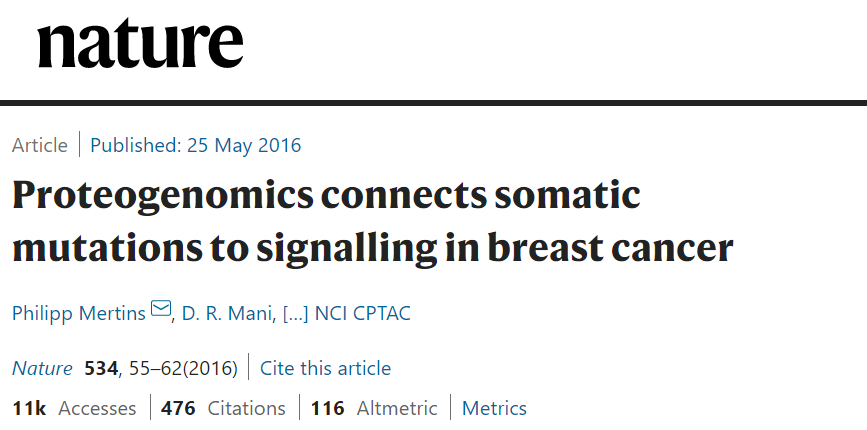 nature
Article | Published: 25 May 2016
Proteogenomics connects somatic
mutations to signalling in breast cancer
Philipp Mertins, D. R. Mani, [...] NCI CPTAC
Nature 534, 55–62(2016) | Cite this article
11k Accesses | 476 Citations | 116 Altmetric | Metrics